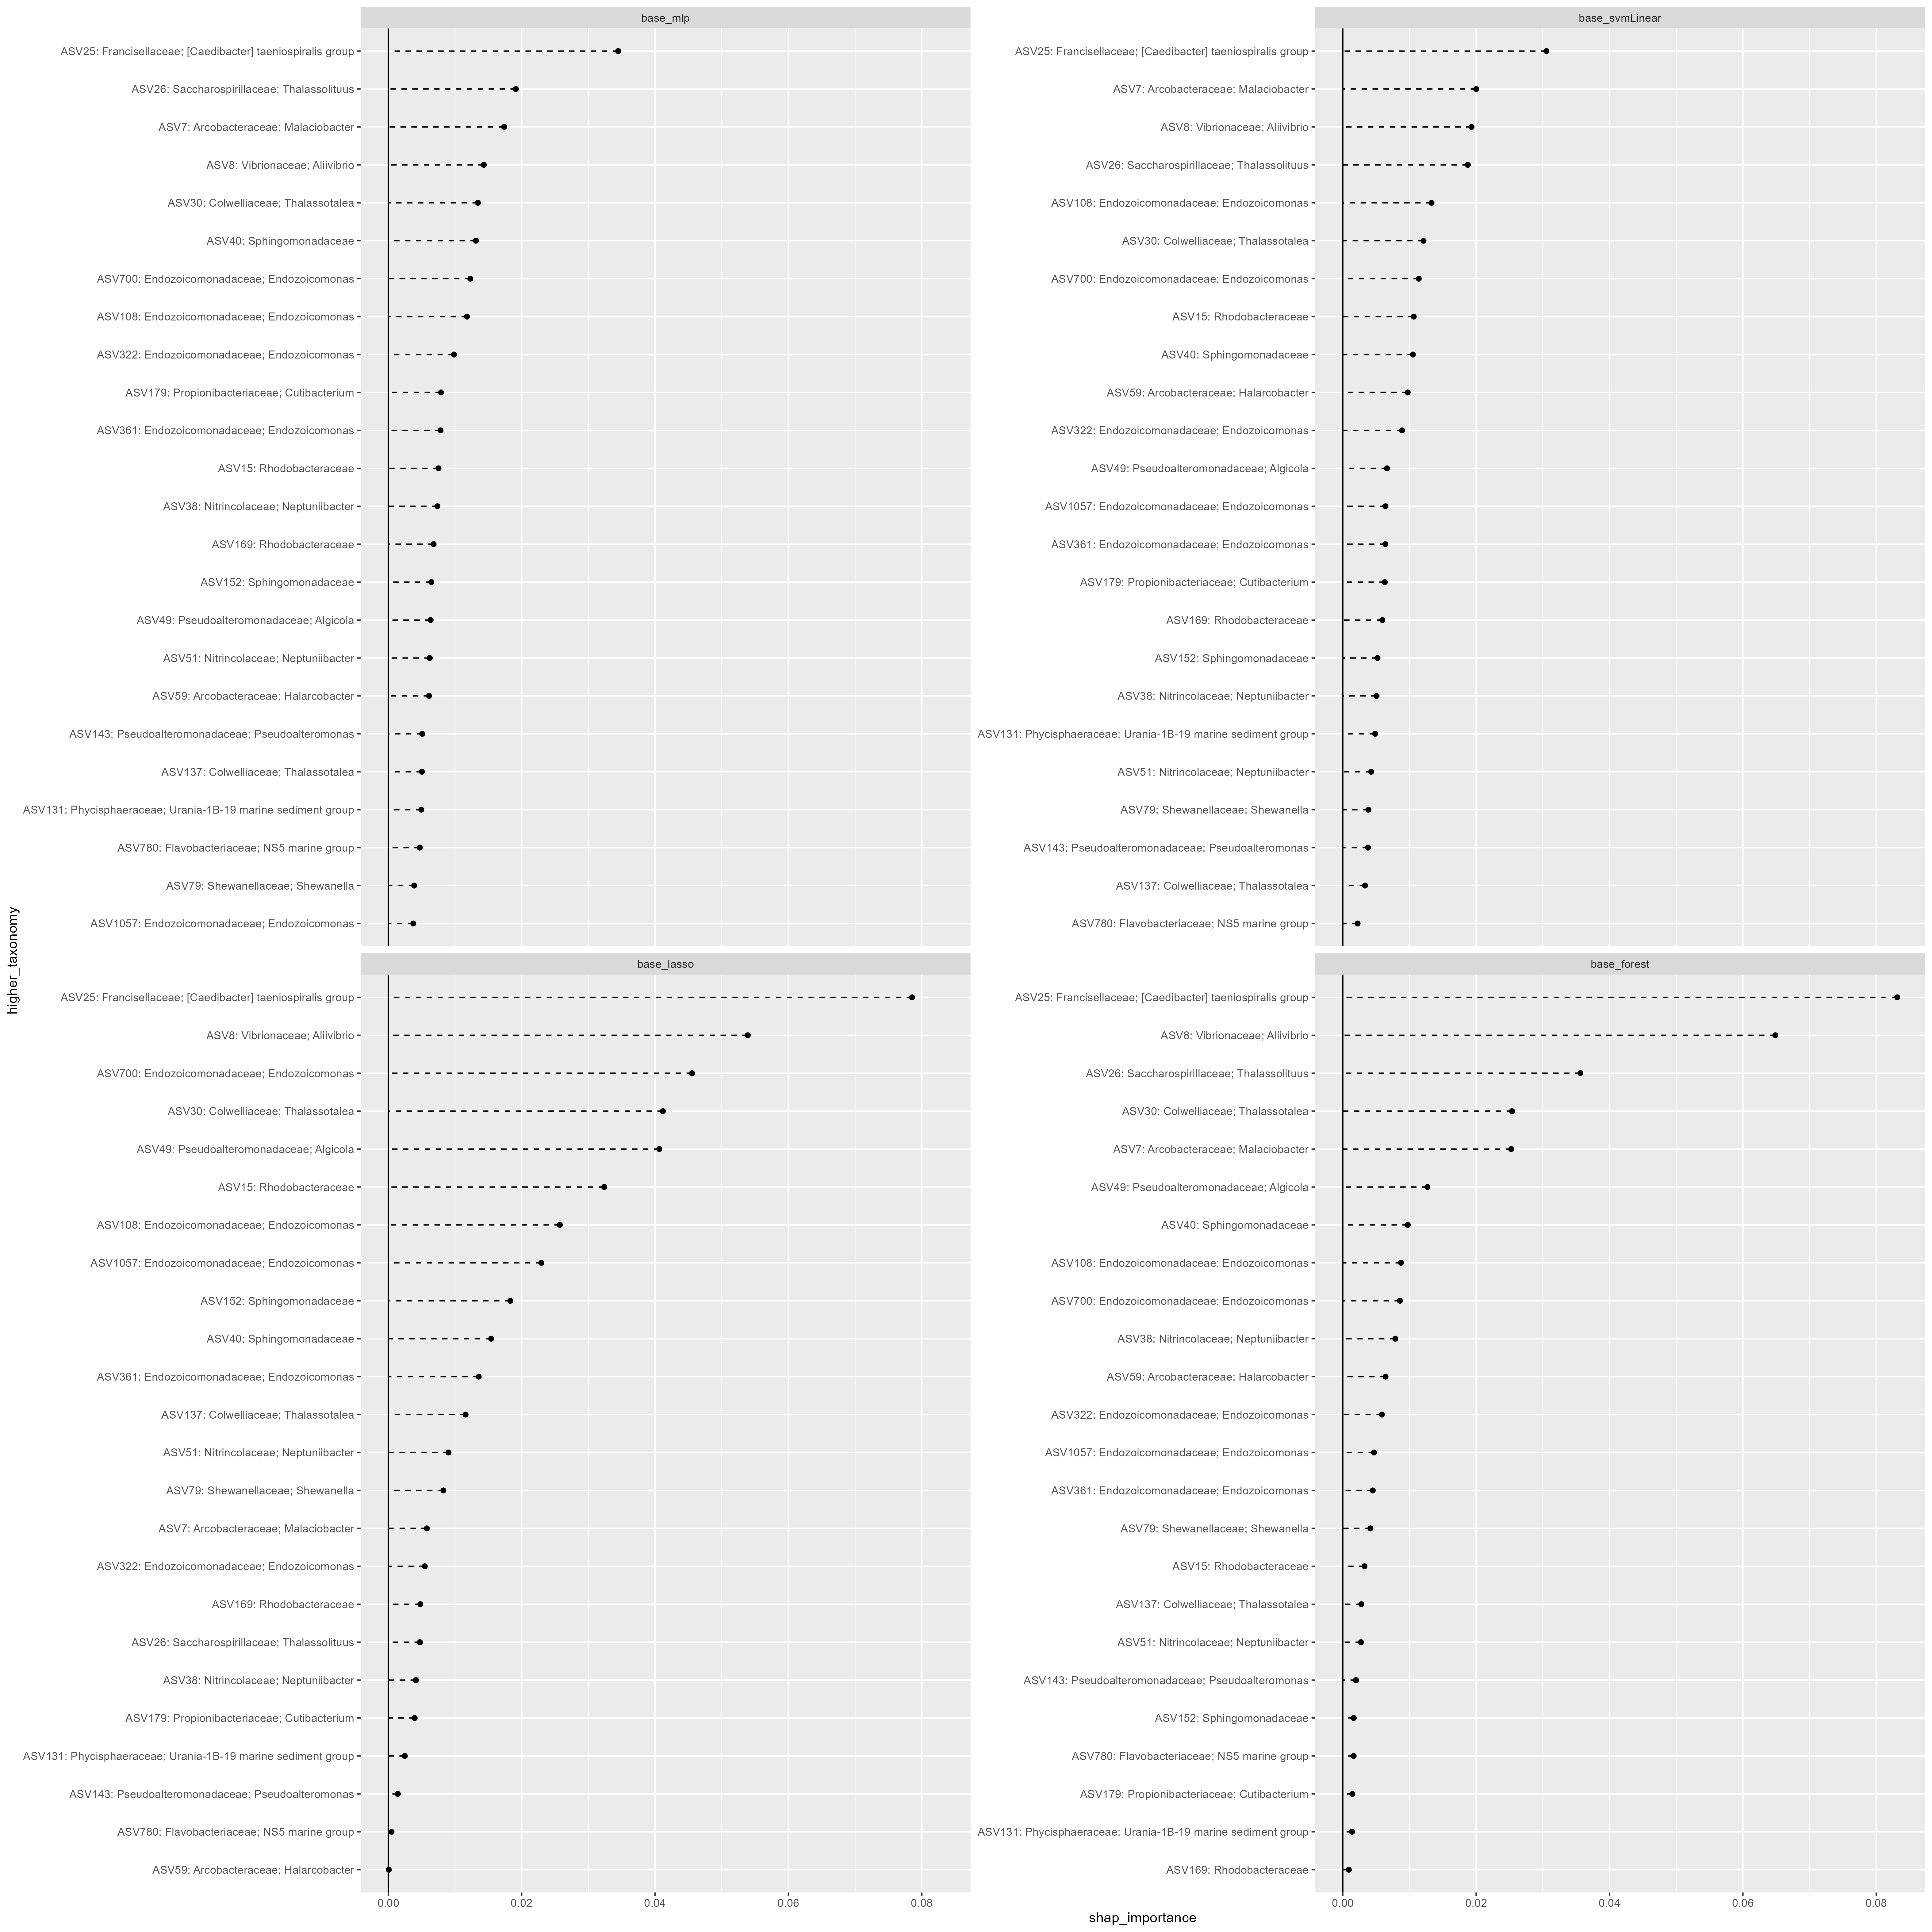 higher_taxonomy
base_mlp
ASV25: Francisellaceae; [Caedibacter] taeniospiralis group
ASV26: Saccharospirillaceae; Thalassolituus
ASV7: Arcobacteraceae; Malaciobacter
ASV8: Vibrionaceae; Aliivibrio
ASV30: Colwelliaceae; Thalassotalea
ASV40: Sphingomonadaceae
ASV700: Endozoicomonadaceae; Endozoicomonas
ASV108: Endozoicomonadaceae; Endozoicomonas
ASV322: Endozoicomonadaceae; Endozoicomonas
ASV179: Propionibacteriaceae; Cutibacterium
ASV361: Endozoicomonadaceae; Endozoicomonas
ASV15: Rhodobacteraceae
ASV38: Nitrincolaceae; Neptuniibacter
ASV169: Rhodobacteraceae
ASV152: Sphingomonadaceae
ASV49: Pseudoalteromonadaceae; Algicola
ASV51: Nitrincolaceae; Neptuniibacter
ASV59: Arcobacteraceae; Halarcobacter
ASV143: Pseudoalteromonadaceae; Pseudoalteromonas
ASV137: Colwelliaceae; Thalassotalea
ASV131: Phycisphaeraceae; Urania-1B-19 marine sediment group
ASV780: Flavobacteriaceae; NS5 marine group
ASV79: Shewanellaceae; Shewanella
ASV1057: Endozoicomonadaceae; Endozoicomonas
base_svmLinear
ASV25: Francisellaceae; [Caedibacter] taeniospiralis group
ASV7: Arcobacteraceae; Malaciobacter
ASV8: Vibrionaceae; Aliivibrio
ASV26: Saccharospirillaceae; Thalassolituus
ASV108: Endozoicomonadaceae; Endozoicomonas
ASV30: Colwelliaceae; Thalassotalea
ASV700: Endozoicomonadaceae; Endozoicomonas
ASV15: Rhodobacteraceae
ASV40: Sphingomonadaceae
ASV59: Arcobacteraceae; Halarcobacter
ASV322: Endozoicomonadaceae; Endozoicomonas
ASV49: Pseudoalteromonadaceae; Algicola
ASV1057: Endozoicomonadaceae; Endozoicomonas
ASV361: Endozoicomonadaceae; Endozoicomonas
ASV179: Propionibacteriaceae; Cutibacterium
ASV169: Rhodobacteraceae
ASV152: Sphingomonadaceae
ASV38: Nitrincolaceae; Neptuniibacter
ASV131: Phycisphaeraceae; Urania-1B-19 marine sediment group
ASV51: Nitrincolaceae; Neptuniibacter
ASV79: Shewanellaceae; Shewanella
ASV143: Pseudoalteromonadaceae; Pseudoalteromonas
ASV137: Colwelliaceae; Thalassotalea
ASV780: Flavobacteriaceae; NS5 marine group
base_lasso
ASV25: Francisellaceae; [Caedibacter] taeniospiralis group
ASV8: Vibrionaceae; Aliivibrio
ASV700: Endozoicomonadaceae; Endozoicomonas
ASV30: Colwelliaceae; Thalassotalea
ASV49: Pseudoalteromonadaceae; Algicola
ASV15: Rhodobacteraceae
ASV108: Endozoicomonadaceae; Endozoicomonas
ASV1057: Endozoicomonadaceae; Endozoicomonas
ASV152: Sphingomonadaceae
ASV40: Sphingomonadaceae
ASV361: Endozoicomonadaceae; Endozoicomonas
ASV137: Colwelliaceae; Thalassotalea
ASV51: Nitrincolaceae; Neptuniibacter
ASV79: Shewanellaceae; Shewanella
ASV7: Arcobacteraceae; Malaciobacter
ASV322: Endozoicomonadaceae; Endozoicomonas
ASV169: Rhodobacteraceae
ASV26: Saccharospirillaceae; Thalassolituus
ASV38: Nitrincolaceae; Neptuniibacter
ASV179: Propionibacteriaceae; Cutibacterium
ASV131: Phycisphaeraceae; Urania-1B-19 marine sediment group
ASV143: Pseudoalteromonadaceae; Pseudoalteromonas
ASV780: Flavobacteriaceae; NS5 marine group
ASV59: Arcobacteraceae; Halarcobacter
0.00 0.02 0.04 0.06 0.08
base_forest
ASV25: Francisellaceae; [Caedibacter] taeniospiralis group
ASV8: Vibrionaceae; Aliivibrio
ASV26: Saccharospirillaceae; Thalassolituus
ASV30: Colwelliaceae; Thalassotalea
ASV7: Arcobacteraceae; Malaciobacter
ASV49: Pseudoalteromonadaceae; Algicola
ASV40: Sphingomonadaceae
ASV108: Endozoicomonadaceae; Endozoicomonas
ASV700: Endozoicomonadaceae; Endozoicomonas
ASV38: Nitrincolaceae; Neptuniibacter
ASV59: Arcobacteraceae; Halarcobacter
ASV322: Endozoicomonadaceae; Endozoicomonas
ASV1057: Endozoicomonadaceae; Endozoicomonas
ASV361: Endozoicomonadaceae; Endozoicomonas
ASV79: Shewanellaceae; Shewanella
ASV15: Rhodobacteraceae
ASV137: Colwelliaceae; Thalassotalea
ASV51: Nitrincolaceae; Neptuniibacter
ASV143: Pseudoalteromonadaceae; Pseudoalteromonas
ASV152: Sphingomonadaceae
ASV780: Flavobacteriaceae; NS5 marine group
ASV179: Propionibacteriaceae; Cutibacterium
ASV131: Phycisphaeraceae; Urania-1B-19 marine sediment group
ASV169: Rhodobacteraceae
0.00 0.02 0.04 0.06 0.08
shap_importance